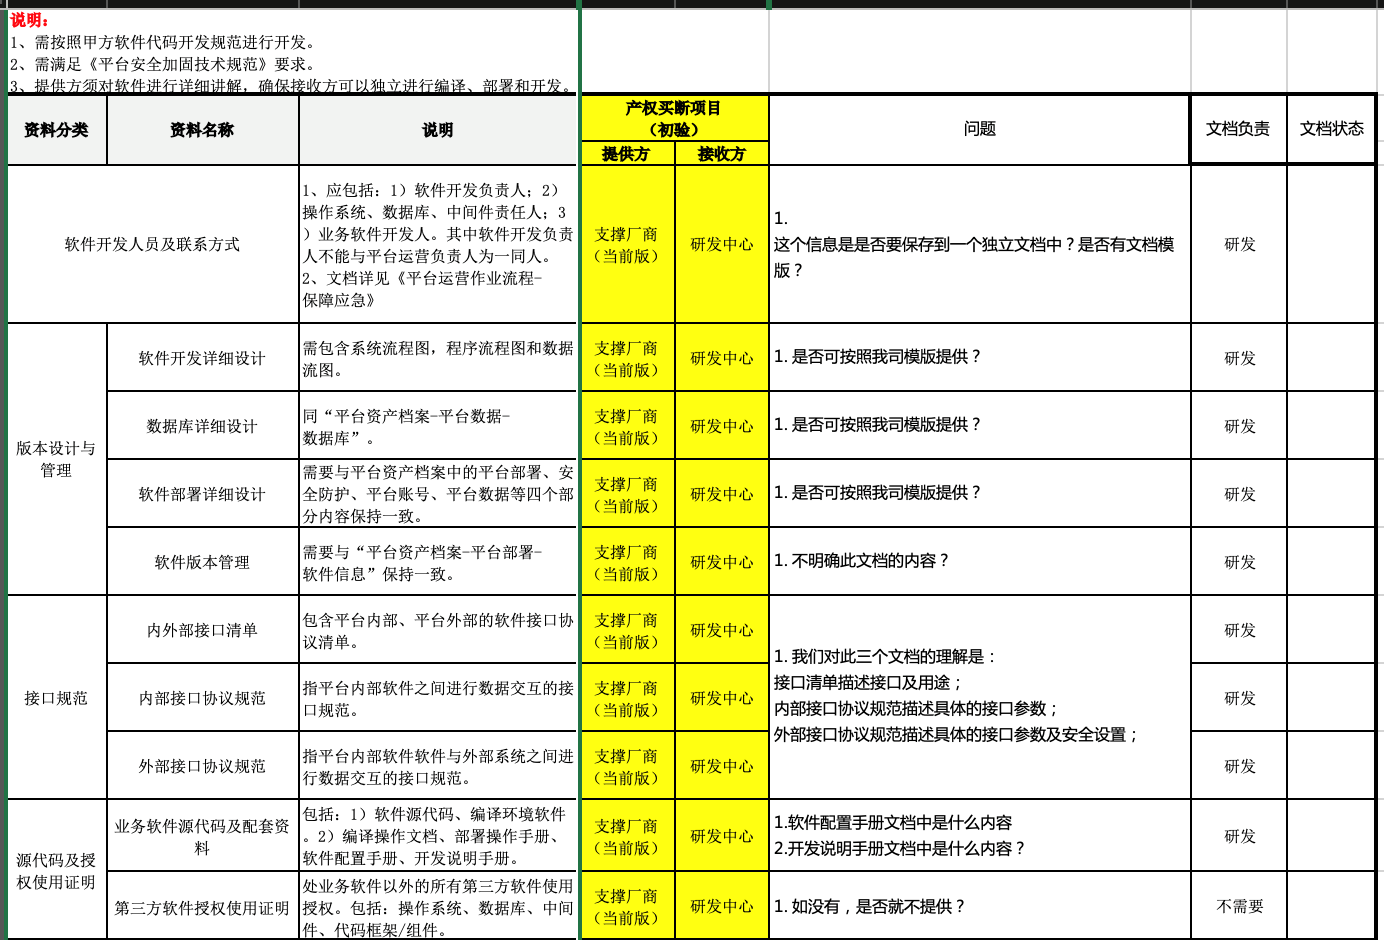 说明:
1、需按照甲方软件代码开发规范进行开发。
2、需满足《平台安全加固技术规范》要求。
3、提供方须对软件进行详细讲解，确保接收方可以独立进行编译、部署和开发。
资料分类
资料名称
说明
产权买断项目
（初验）
提供方
接收方
问题
文档负责
文档状态
软件开发人员及联系方式
1、应包括：1）软件开发负责人；2）
操作系统、数据库、中间件责任人；3
）业务软件开发人。其中软件开发负责
人不能与平台运营负责人为一同人。
2、文档详见《平台运营作业流程-
保障应急》
支撑厂商
（当前版）
研发中心
1.
这个信息是是否要保存到一个独立文档中？是否有文档模
版？
研发
版本设计与
管理
软件开发详细设计
需包含系统流程图，程序流程图和数据
流图。
支撑厂商
（当前版）
研发中心
1. 是否可按照我司模版提供？
研发
数据库详细设计
同“平台资产档案-平台数据-
数据库”。
支撑厂商
（当前版）
研发中心
1. 是否可按照我司模版提供？
研发
软件部署详细设计
需要与平台资产档案中的平台部署、安
全防护、平台账号、平台数据等四个部
分内容保持一致。
支撑厂商
（当前版）
研发中心
1. 是否可按照我司模版提供？
研发
软件版本管理
需要与“平台资产档案-平台部署-
软件信息”保持一致。
支撑厂商
（当前版）
研发中心
1. 不明确此文档的内容？
研发
接口规范
内外部接口清单
包含平台内部、平台外部的软件接口协
议清单。
支撑厂商
（当前版）
研发中心
1. 我们对此三个文档的理解是：
接口清单描述接口及用途；
内部接口协议规范描述具体的接口参数；
外部接口协议规范描述具体的接口参数及安全设置；
研发
内部接口协议规范
指平台内部软件之间进行数据交互的接
口规范。
支撑厂商
（当前版）
研发中心
研发
外部接口协议规范
指平台内部软件软件与外部系统之间进
行数据交互的接口规范。
支撑厂商
（当前版）
研发中心
研发
源代码及授
权使用证明
业务软件源代码及配套资
料
包括：1）软件源代码、编译环境软件
。2）编译操作文档、部署操作手册、
软件配置手册、开发说明手册。
支撑厂商
（当前版）
研发中心
1.软件配置手册文档中是什么内容
2.开发说明手册文档中是什么内容？
研发
第三方软件授权使用证明
处业务软件以外的所有第三方软件使用
授权。包括：操作系统、数据库、中间
件、代码框架/组件。
支撑厂商
（当前版）
研发中心
1. 如没有，是否就不提供？
不需要